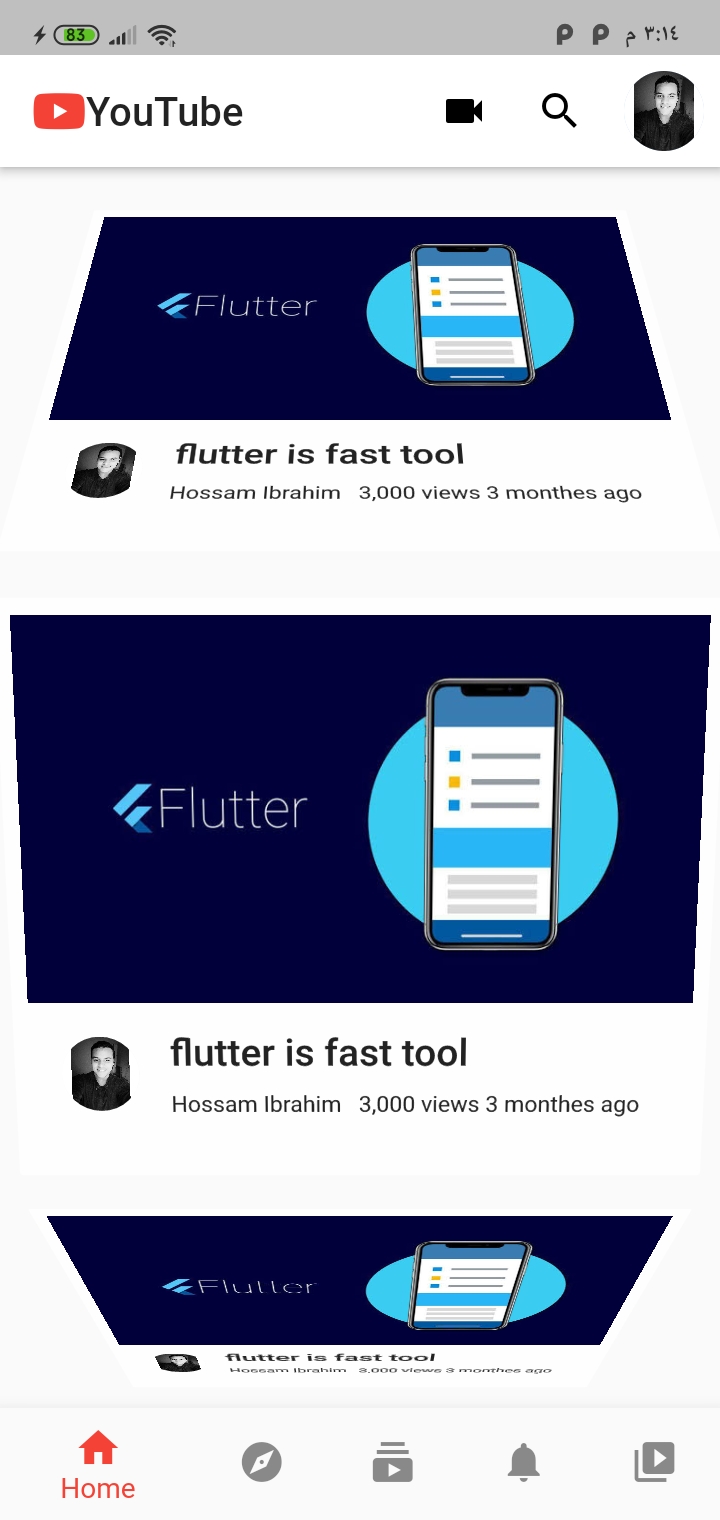 83 P P ٣:١٤ م
YouTube
Flutter
flutter is fast tool
Hossam Ibrahim 3,000 views 3 monthes ago
Flutter
flutter is fast tool
Hossam Ibrahim 3,000 views 3 monthes ago
Flutter
flutter is fast tool
Hossam Ibrahim 3,000 views 3 monthes ago
Home